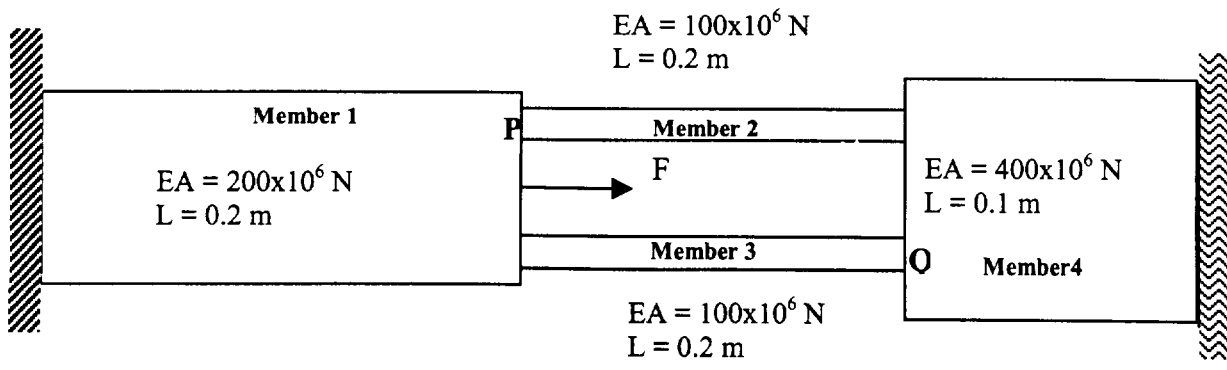 EA = 100x10⁶ N
L = 0.2 m
Member 1
P
Member 2
EA = 200x10⁶ N
L = 0.2 m
F
EA = 400x10⁶ N
L = 0.1 m
Member 3
Q
Member4
EA = 100x10⁶ N
L = 0.2 m